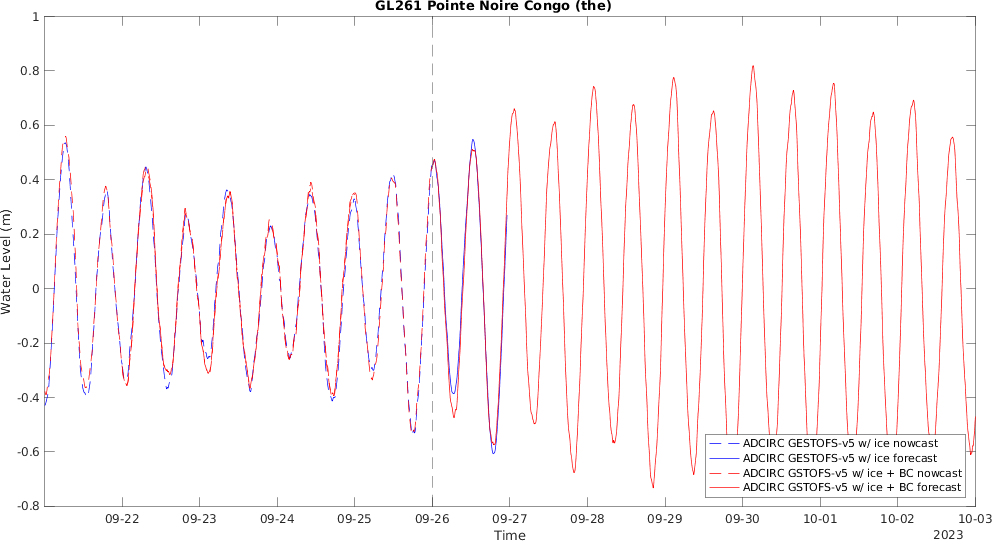 GL261 Pointe Noire Congo (the)
Water Level (m)
1
0.8
0.6
0.4
0.2
0
-0.2
-0.4
-0.6
-0.8
ADCIRC GESTOFS-v5 w/ ice nowcast
ADCIRC GESTOFS-v5 w/ ice forecast
ADCIRC GSTOFS-v5 w/ ice + BC nowcast
ADCIRC GSTOFS-v5 w/ ice + BC forecast
09-22 09-23 09-24 09-25 09-26 09-27 09-28 09-29 09-30 10-01 10-02 10-03
Time
2023